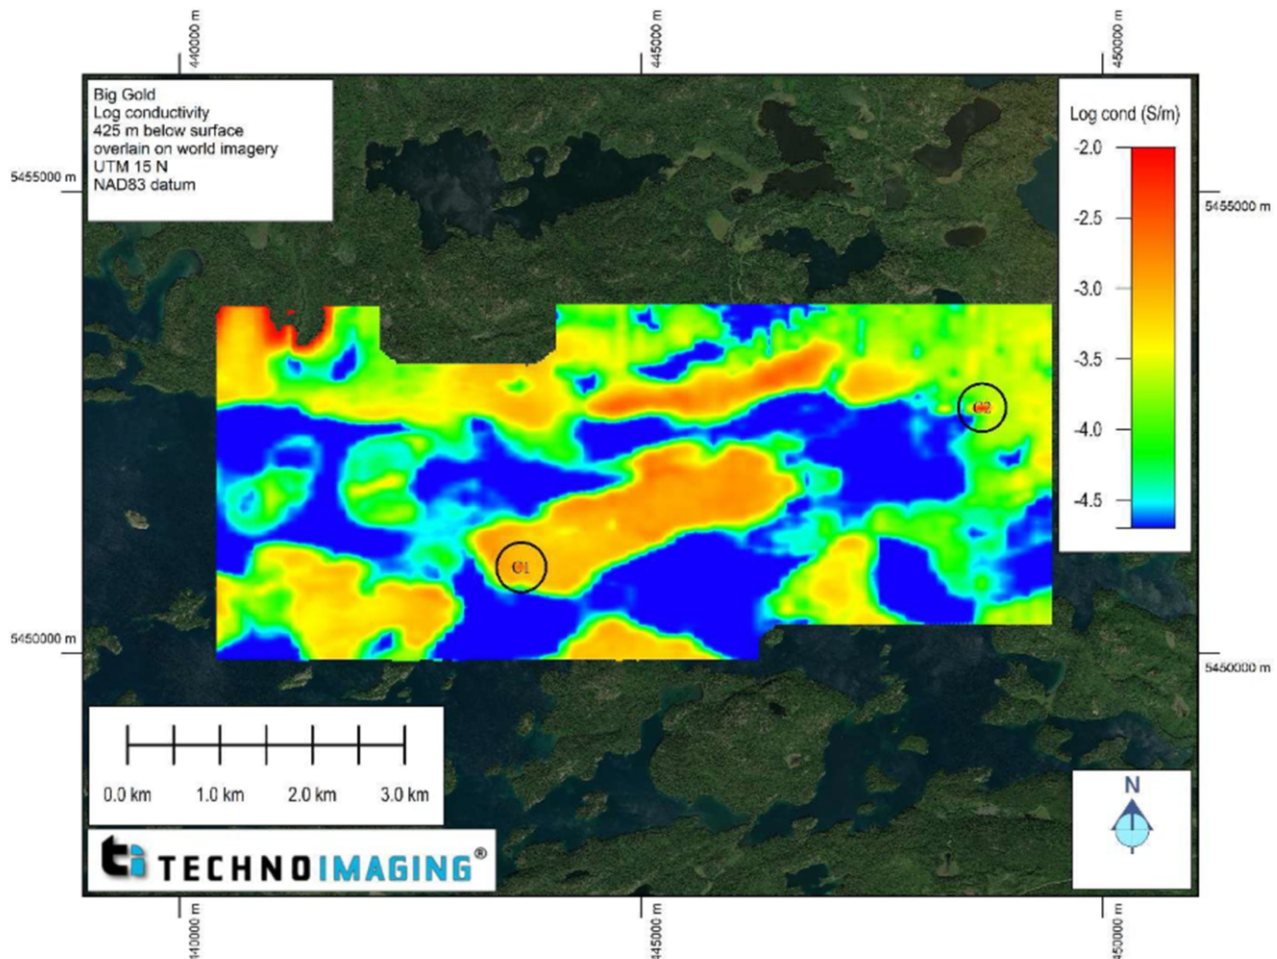 440000 m
445000 m
450000 m
Big Gold
Log conductivity
425 m below surface
overlain on world imagery
UTM 15 N
NAD83 datum
Log cond (S/m)
-2.0
-2.5
-3.0
-3.5
-4.0
-4.5
5455000 m
5455000 m
5450000 m
5450000 m
0.0 km
1.0 km
2.0 km
3.0 km
TECHNOIMAGING®
N
440000 m
445000 m
450000 m